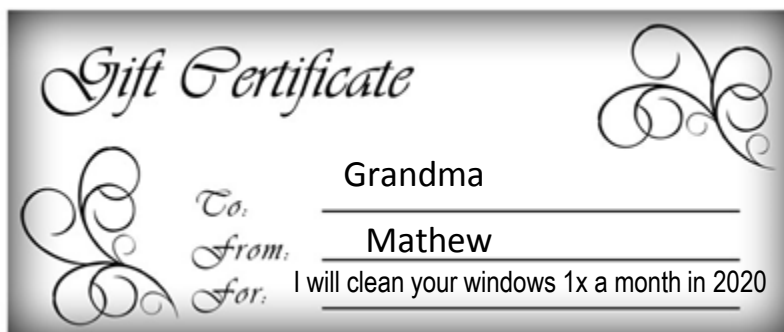 Gift Certificate
To: Grandma
From: Mathew
For: I will clean your windows 1x a month in 2020